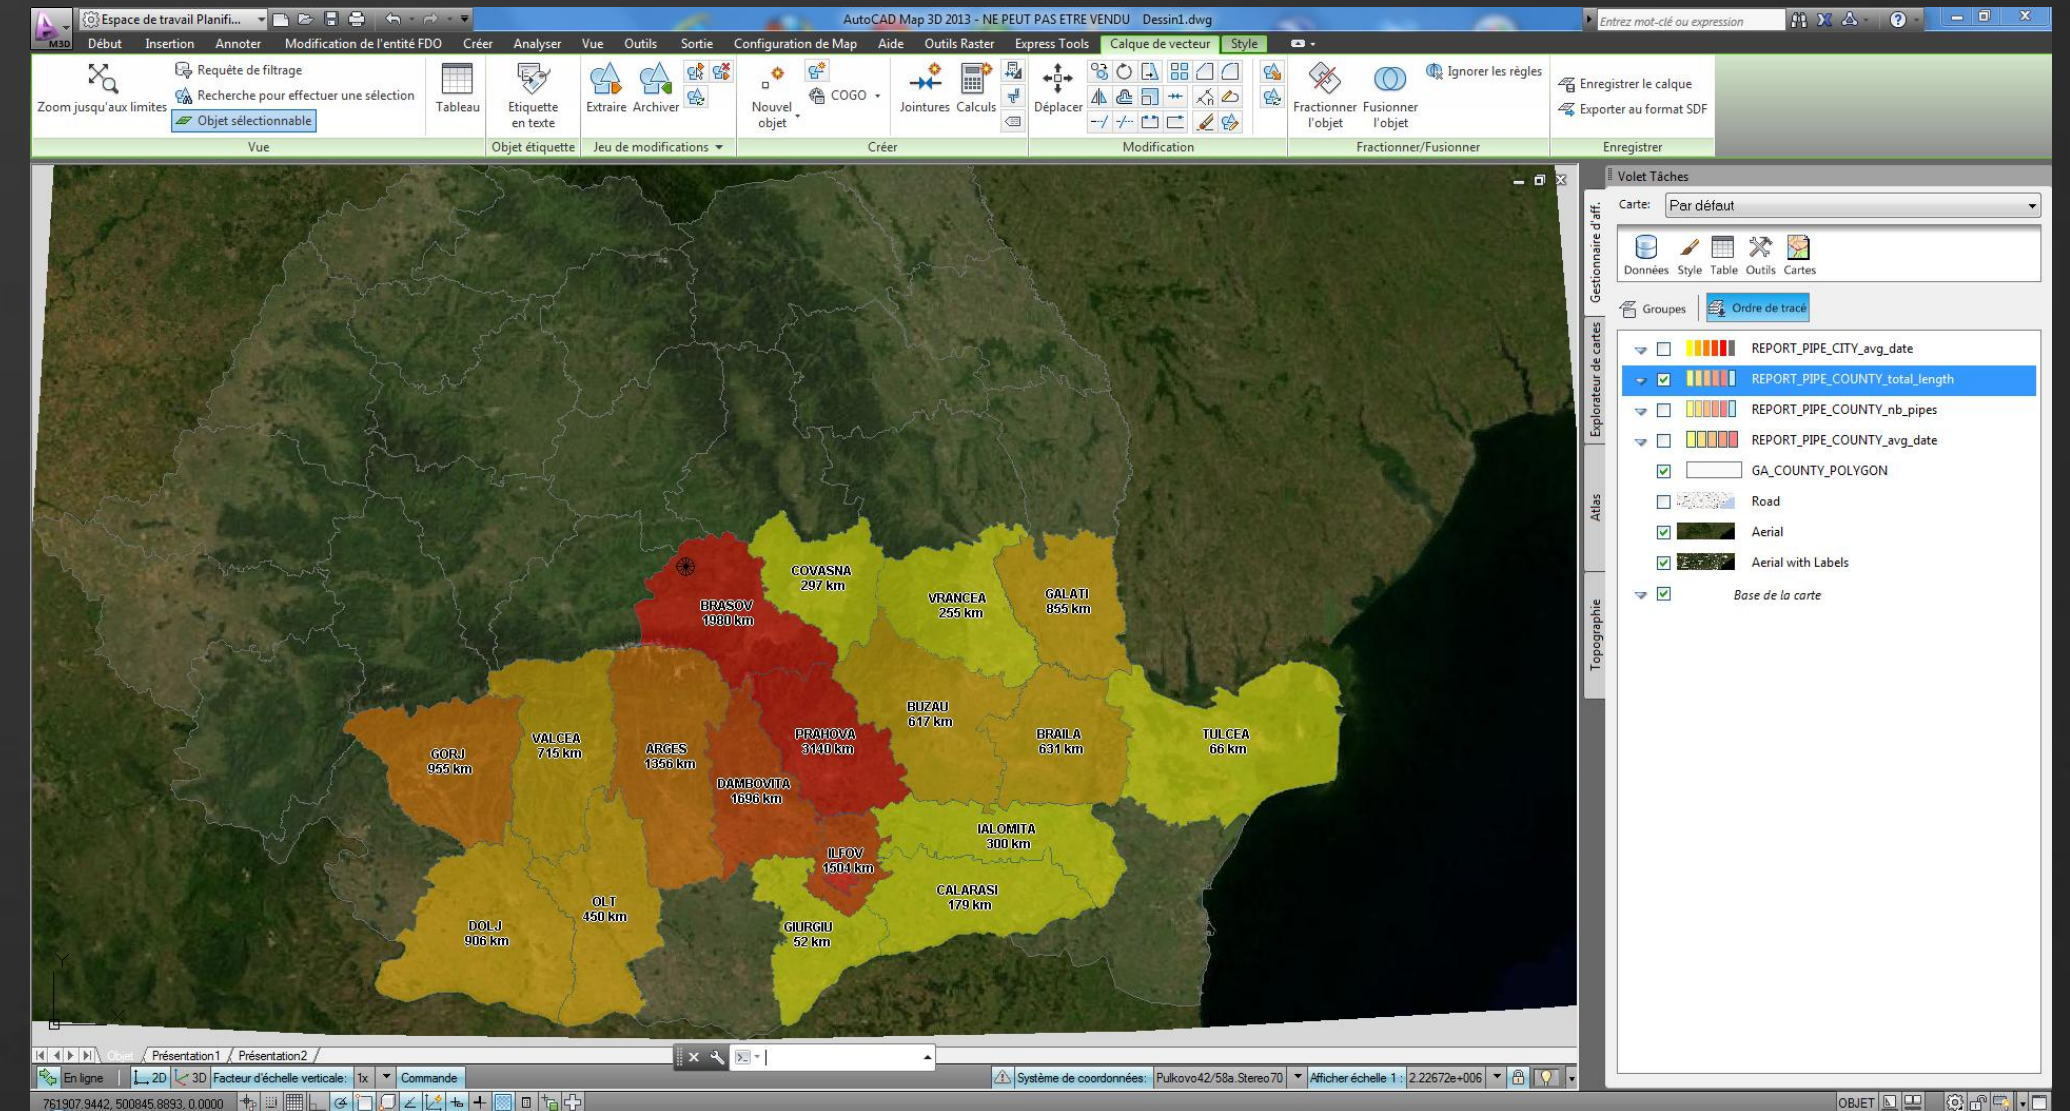 Espace de travail Planifi...
AutoCAD Map 3D 2013 - NE PEUT PAS ETRE VENDU Dessin1.dwg
Entrez mot-clé ou expression
M3D
Début Insertion Annoter Modification de l'entité FDO Créer Analyser Vue Outils Sortie Configuration de Map Aide Outils Raster Express Tools Calque de vecteur Style
Zoom jusqu'aux limites
Requête de filtrage
Recherche pour effectuer une sélection
Objet sélectionnable
Tableau
Vue
Etiquette
en texte
Objet étiquette
Extraire Archiver
Jeu de modifications
Nouvel
objet
COGO
Jointures Calculs
Créer
Déplacer
Modification
Fractionner
l'objet
Fusionner
l'objet
Ignorer les règles
Fractionner/Fusionner
Enregistrer le calque
Exporter au format SDF
Enregistrer
COVASNA
297 km
BRASOV
1980 km
VRANCEA
255 km
GALATI
855 km
GORJ
955 km
VALCEA
715 km
ARGES
1356 km
DAMBOVITA
1696 km
PRAHOVA
3140 km
BUZAU
617 km
BRAILA
631 km
TULCEA
66 km
ILFOV
1504 km
IALOMITA
300 km
CALARASI
179 km
GIURGIU
52 km
OLT
450 km
DOLJ
906 km
Y
Volet Tâches
Carte: Par défaut
Données Style Table Outils Cartes
Groupes Ordre de tracé
REPORT_PIPE_CITY_avg_date
REPORT_PIPE_COUNTY_total_length
REPORT_PIPE_COUNTY_nb_pipes
REPORT_PIPE_COUNTY_avg_date
GA_COUNTY_POLYGON
Road
Aerial
Aerial with Labels
Base de la carte
Gestionnaire d'aff.
Explorateur de cartes
Atlas
Topographie
Objet Présentation1 Présentation2
En ligne 2D 3D Facteur d'échelle verticale: 1x Commande
Système de coordonnées: Pulkovo42/58a.Stereo70 Afficher échelle 1 : 2.22672e+006
761907.9442, 500845.8893, 0.0000
OBJET